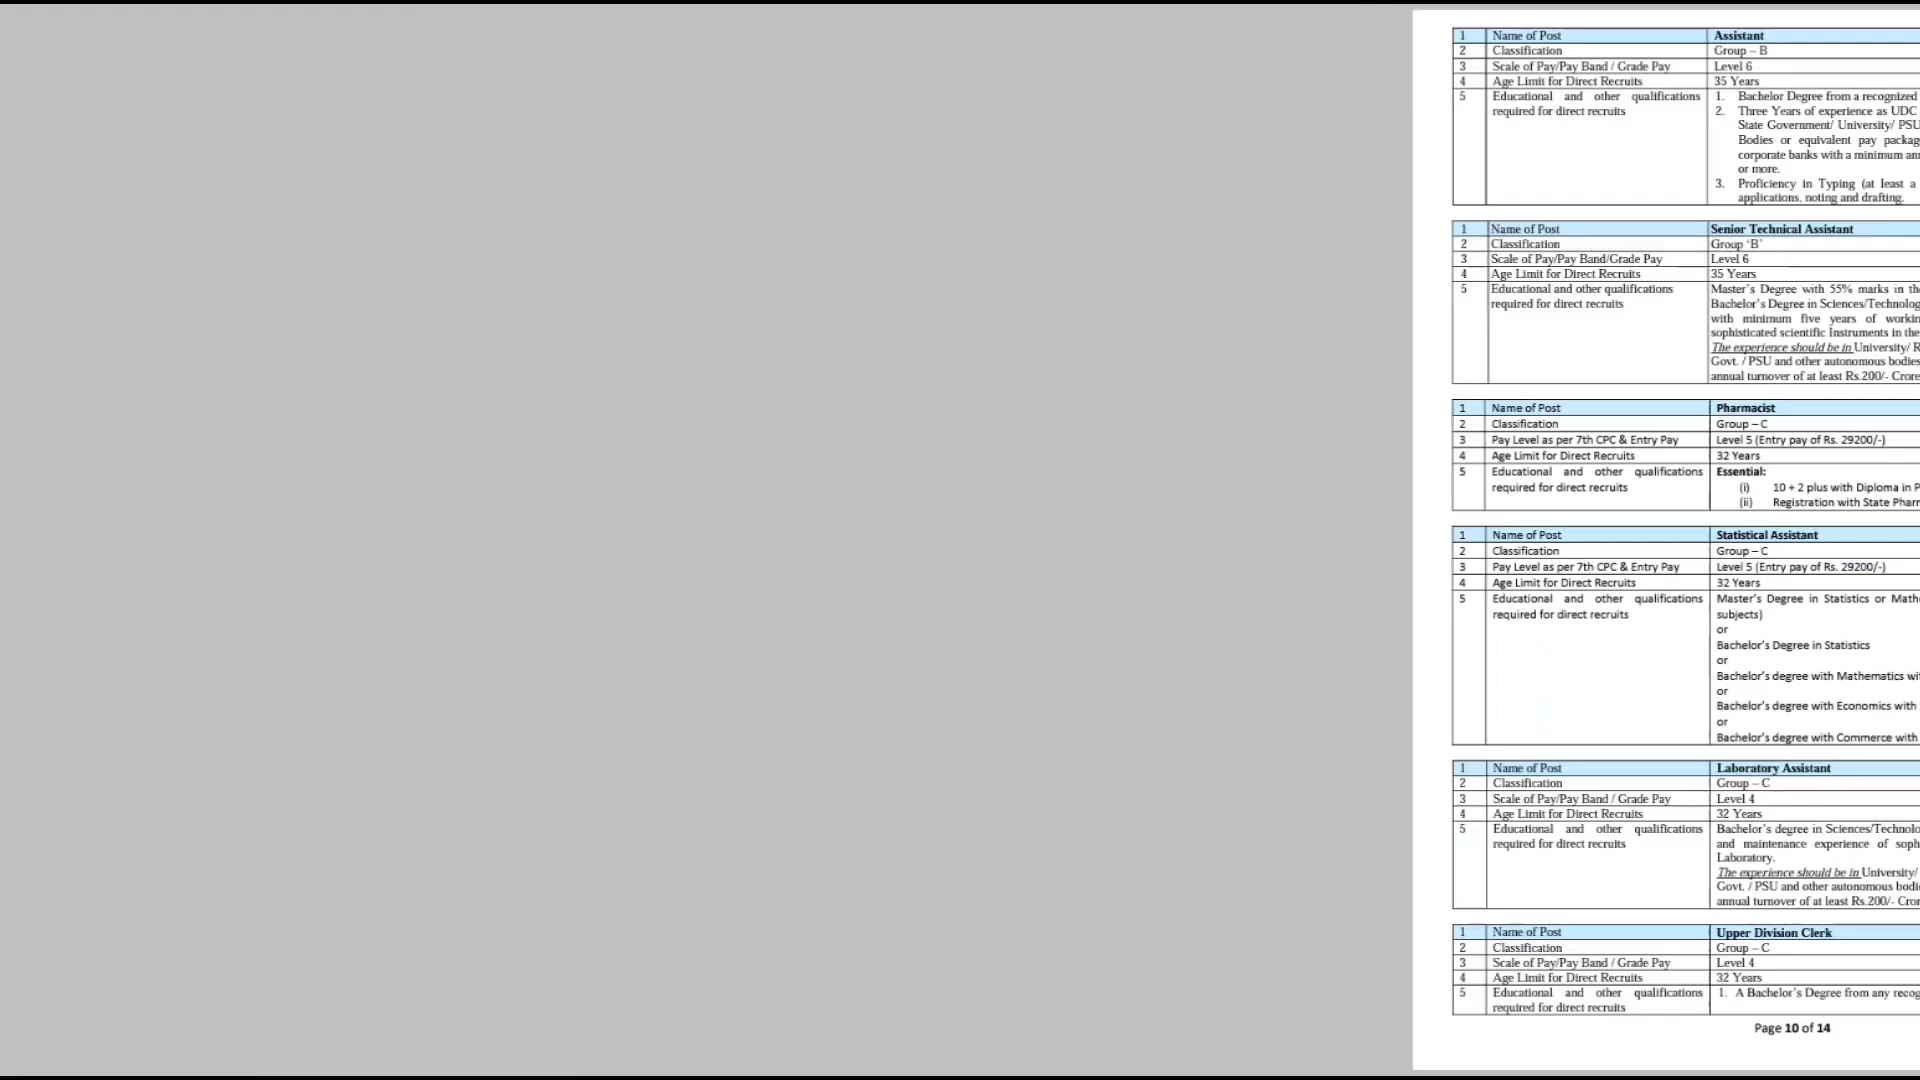 1 Name of Post Assistant
2 Classification Group – B
3 Scale of Pay/Pay Band / Grade Pay Level 6
4 Age Limit for Direct Recruits 35 Years
5 Educational and other qualifications 1. Bachelor Degree from a recognized
required for direct recruits 2. Three Years of experience as UDC
State Government/ University/ PSU
Bodies or equivalent pay packag
corporate banks with a minimum ann
or more.
3. Proficiency in Typing (at least a
applications, noting and drafting.
1 Name of Post Senior Technical Assistant
2 Classification Group ‘B’
3 Scale of Pay/Pay Band/Grade Pay Level 6
4 Age Limit for Direct Recruits 35 Years
5 Educational and other qualifications Master’s Degree with 55% marks in the
required for direct recruits Bachelor’s Degree in Sciences/Technolog
with minimum five years of workin
sophisticated scientific Instruments in the
The experience should be in University/ R
Govt. / PSU and other autonomous bodies
annual turnover of at least Rs.200/- Crore
1 Name of Post Pharmacist
2 Classification Group – C
3 Pay Level as per 7th CPC & Entry Pay Level 5 (Entry pay of Rs. 29200/-)
4 Age Limit for Direct Recruits 32 Years
5 Educational and other qualifications Essential:
required for direct recruits (i) 10 + 2 plus with Diploma in P
(ii) Registration with State Pharm
1 Name of Post Statistical Assistant
2 Classification Group – C
3 Pay Level as per 7th CPC & Entry Pay Level 5 (Entry pay of Rs. 29200/-)
4 Age Limit for Direct Recruits 32 Years
5 Educational and other qualifications Master’s Degree in Statistics or Mathe
required for direct recruits subjects)
or
Bachelor’s Degree in Statistics
or
Bachelor’s degree with Mathematics wit
or
Bachelor’s degree with Economics with
or
Bachelor’s degree with Commerce with
1 Name of Post Laboratory Assistant
2 Classification Group – C
3 Scale of Pay/Pay Band / Grade Pay Level 4
4 Age Limit for Direct Recruits 32 Years
5 Educational and other qualifications Bachelor’s degree in Sciences/Technolo
required for direct recruits and maintenance experience of soph
Laboratory.
The experience should be in University/
Govt. / PSU and other autonomous bodie
annual turnover of at least Rs.200/- Cror
1 Name of Post Upper Division Clerk
2 Classification Group – C
3 Scale of Pay/Pay Band / Grade Pay Level 4
4 Age Limit for Direct Recruits 32 Years
5 Educational and other qualifications 1. A Bachelor’s Degree from any recog
required for direct recruits
Page 10 of 14